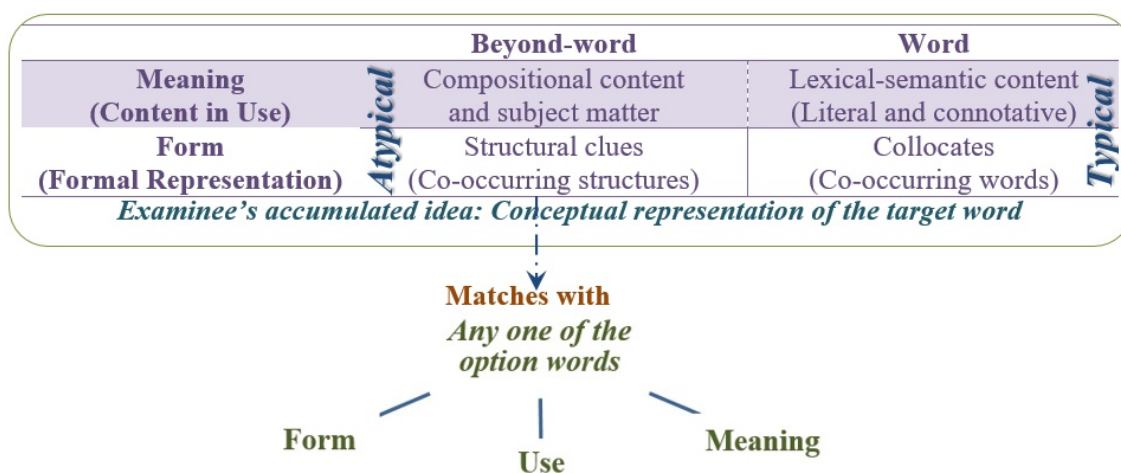 Beyond-word Word
Meaning Compositional content Lexical-semantic content
(Content in Use) and subject matter (Literal and connotative)
Atypical
Typical
Form Structural clues Collocates
(Formal Representation) (Co-occurring structures) (Co-occurring words)
Examinee’s accumulated idea: Conceptual representation of the target word
Matches with
Any one of the
option words
Form
Use
Meaning